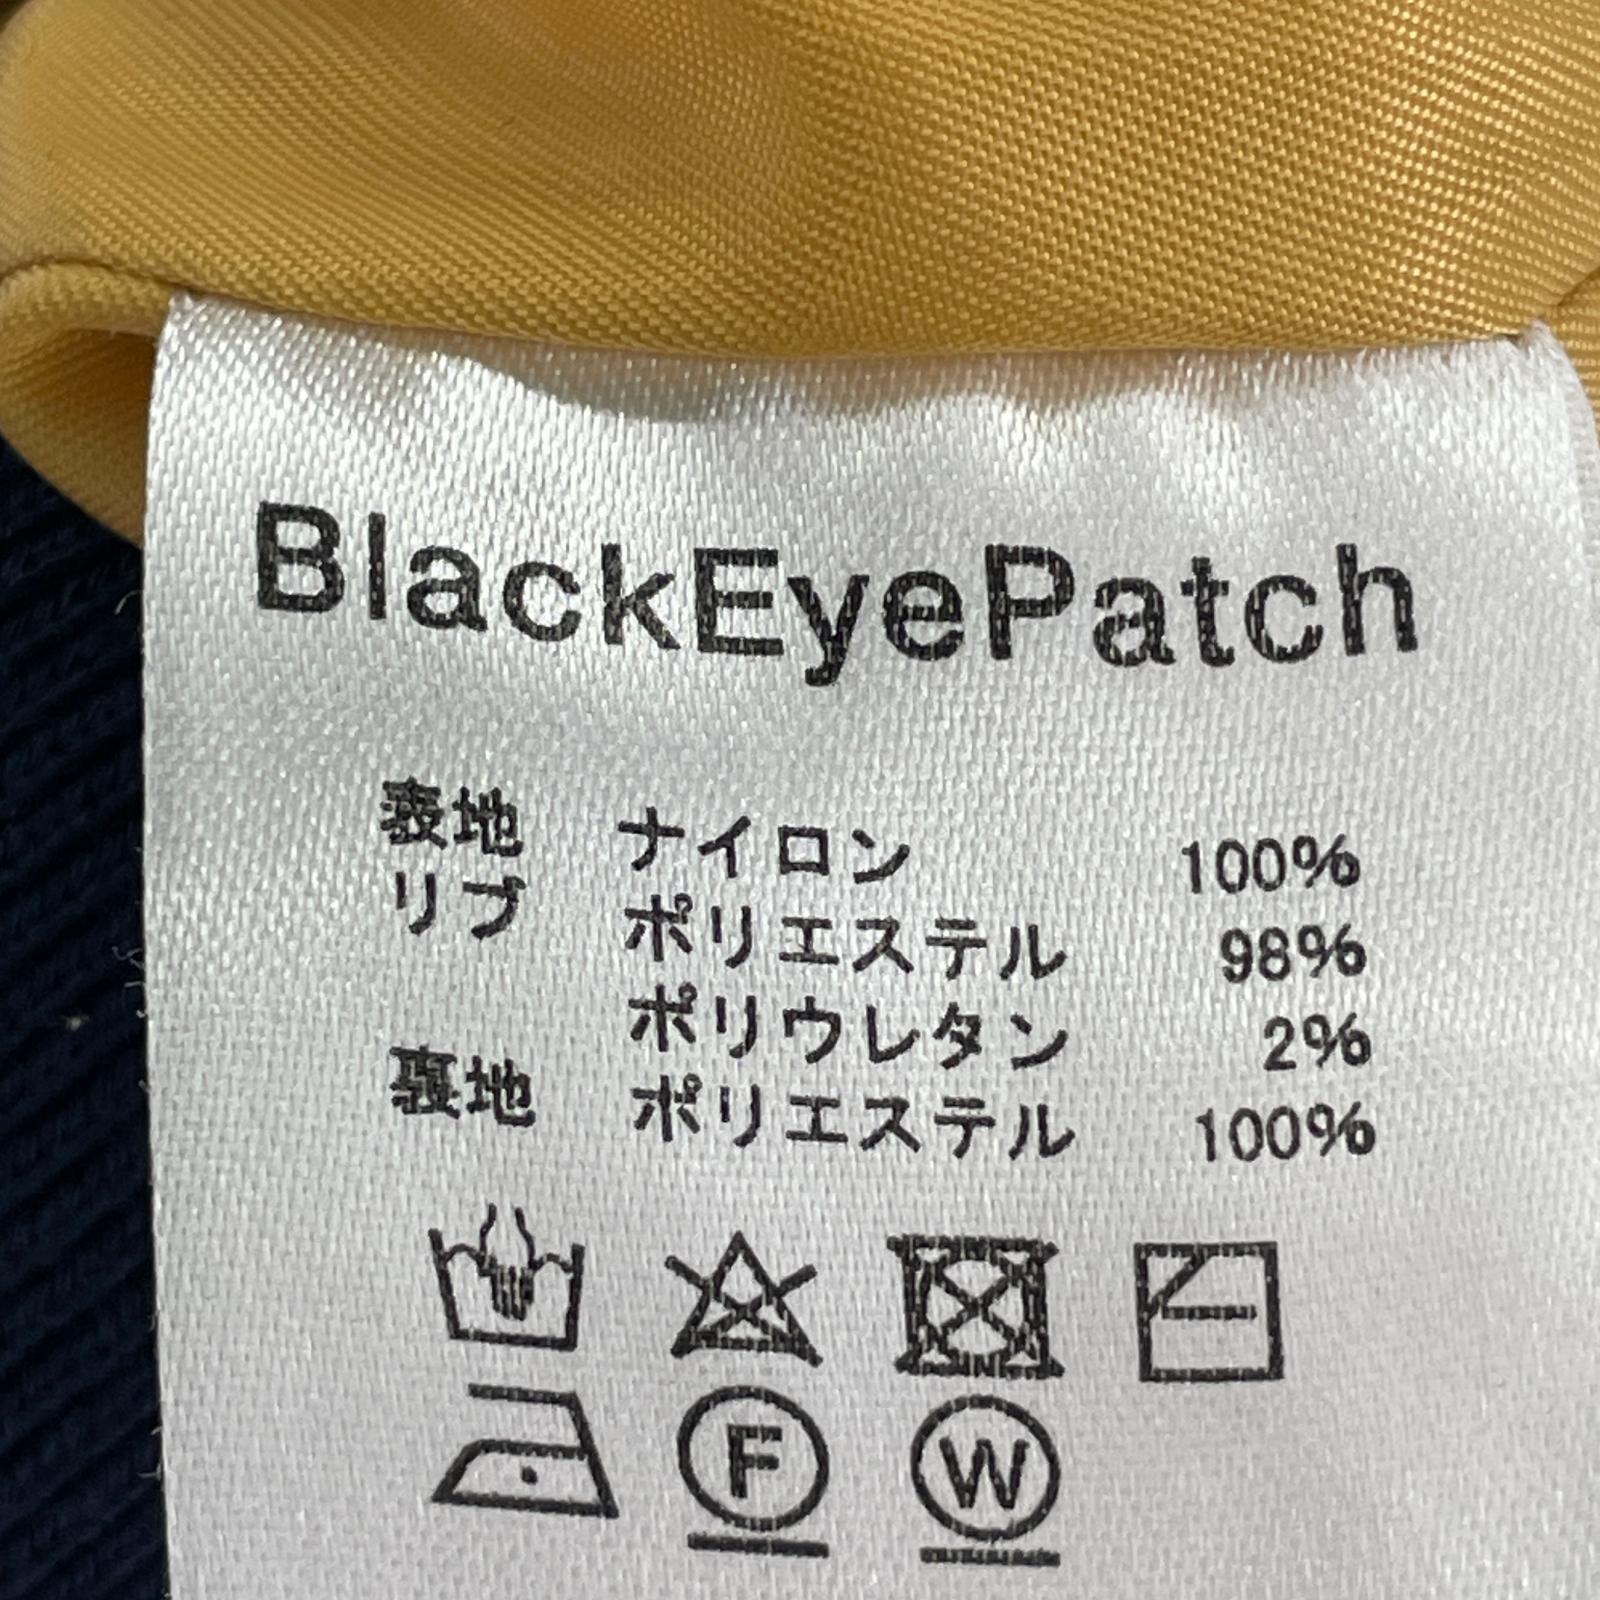 BlackEyePatch
表地 ナイロン 100%
リブ ポリエステル 98%
ポリウレタン 2%
裏地 ポリエステル 100%
F W